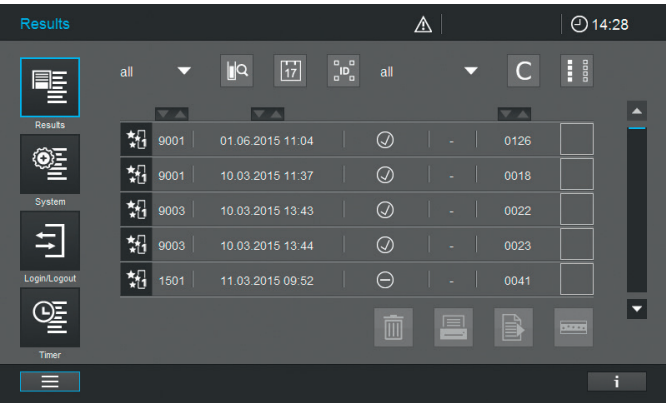 Results 14:28
all 17 ID all C
Results
9001 01.06.2015 11:04 - 0126
9001 10.03.2015 11:37 - 0018
System
9003 10.03.2015 13:43 - 0022
9003 10.03.2015 13:44 - 0023
Login/Logout
1501 11.03.2015 09:52 - 0041
Timer
i